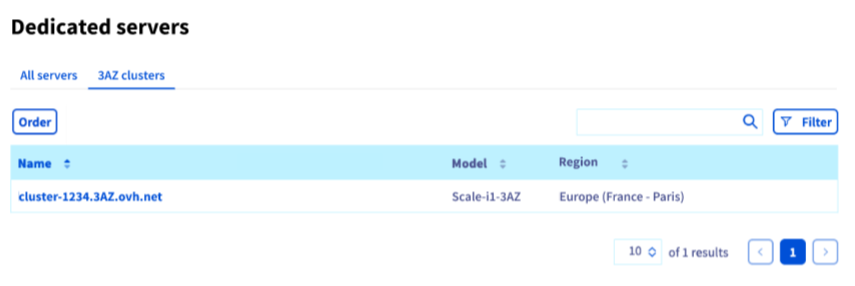 Dedicated servers
All servers 3AZ clusters
Order Filter
Name Model Region
cluster-1234.3AZ.ovh.net Scale-i1-3AZ Europe (France - Paris)
10 of 1 results 1